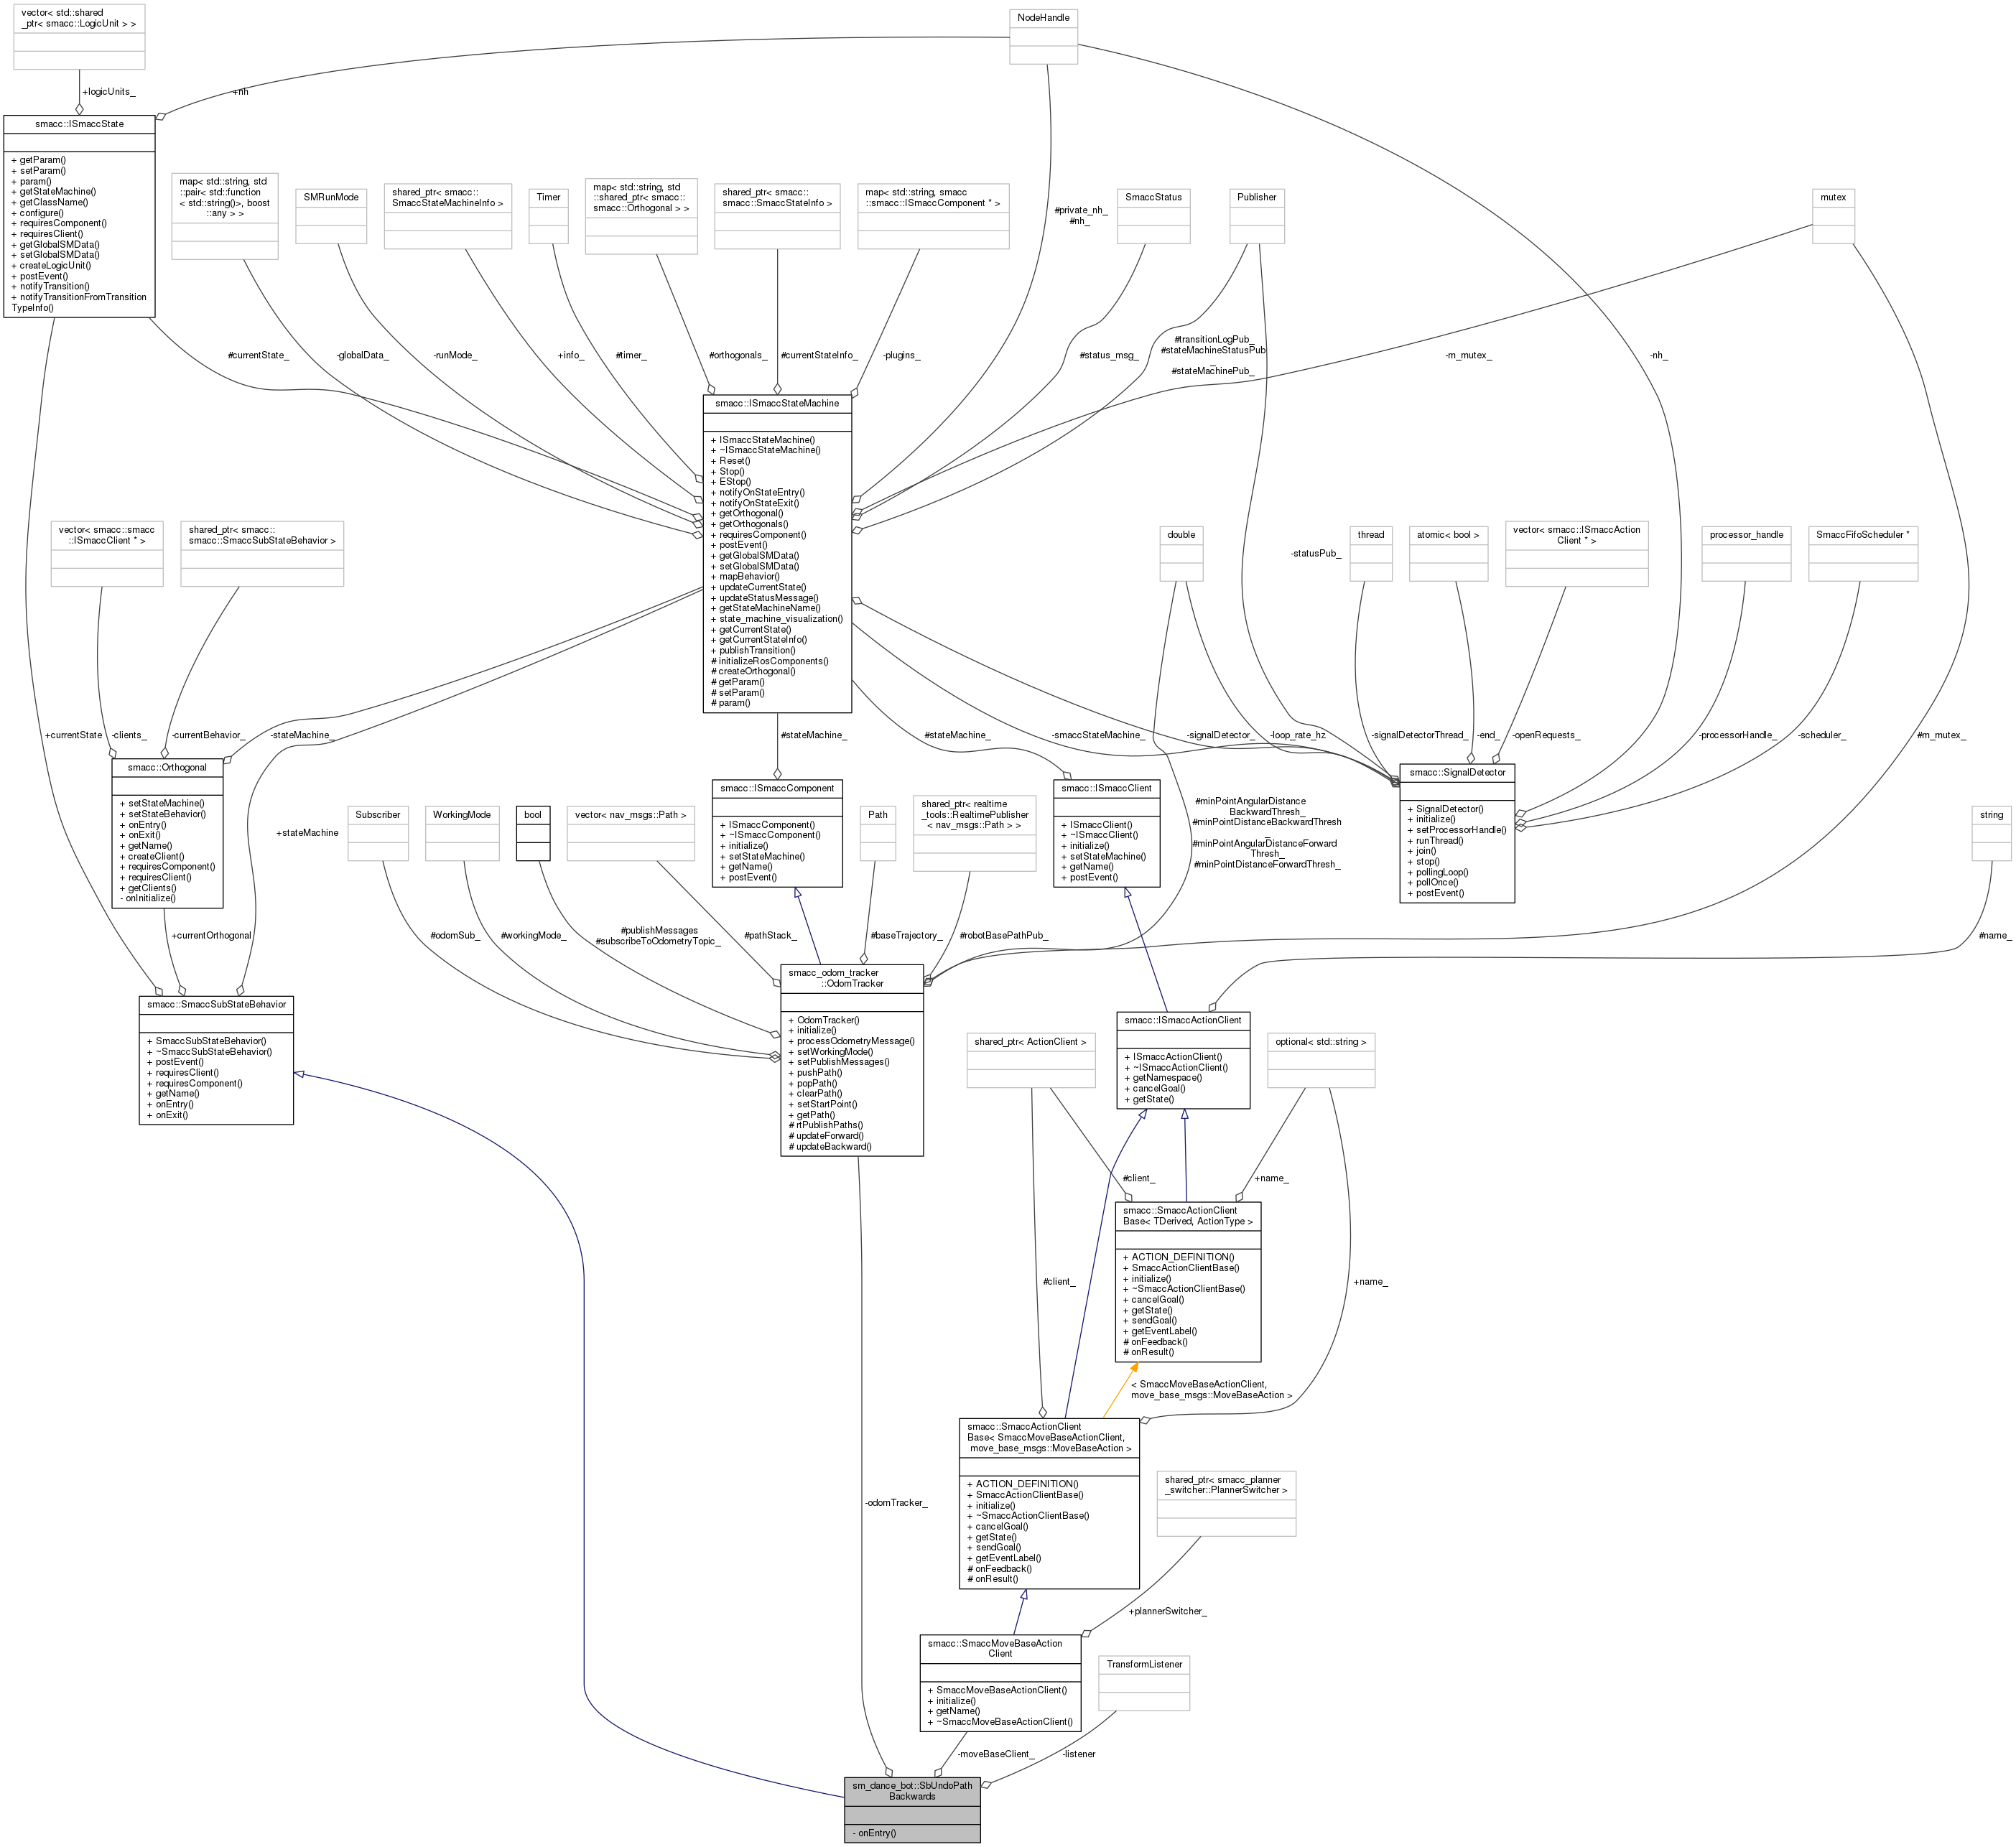 vector< std::shared
_ptr< smacc::LogicUnit > >
NodeHandle
+logicUnits_
+nh
smacc::ISmaccState
+ getParam()
+ setParam()
+ param()
+ getStateMachine()
+ getClassName()
+ configure()
+ requiresComponent()
+ requiresClient()
+ getGlobalSMData()
+ setGlobalSMData()
+ createLogicUnit()
+ postEvent()
+ notifyTransition()
+ notifyTransitionFromTransition
TypeInfo()
map< std::string, std
::pair< std::function
< std::string()>, boost
::any > >
SMRunMode
shared_ptr< smacc::
SmaccStateMachineInfo >
Timer
map< std::string, std
::shared_ptr< smacc::
smacc::Orthogonal > >
shared_ptr< smacc::
smacc::SmaccStateInfo >
map< std::string, smacc
::smacc::ISmaccComponent * >
#private_nh_
#nh_
SmaccStatus
Publisher
mutex
#currentState_
-globalData_
-runMode_
+info_
#timer_
#orthogonals_
#currentStateInfo_
-plugins_
#status_msg_
#transitionLogPub_
#stateMachineStatusPub
_
#stateMachinePub_
-m_mutex_
-nh_
smacc::ISmaccStateMachine
+ ISmaccStateMachine()
+ ~ISmaccStateMachine()
+ Reset()
+ Stop()
+ EStop()
+ notifyOnStateEntry()
+ notifyOnStateExit()
+ getOrthogonal()
+ getOrthogonals()
+ requiresComponent()
+ postEvent()
+ getGlobalSMData()
+ setGlobalSMData()
+ mapBehavior()
+ updateCurrentState()
+ updateStatusMessage()
+ getStateMachineName()
+ state_machine_visualization()
+ getCurrentState()
+ getCurrentStateInfo()
+ publishTransition()
# initializeRosComponents()
# createOrthogonal()
# getParam()
# setParam()
# param()
vector< smacc::smacc
::ISmaccClient * >
shared_ptr< smacc::
smacc::SmaccSubStateBehavior >
double
-statusPub_
thread
atomic< bool >
vector< smacc::ISmaccAction
Client * >
processor_handle
SmaccFifoScheduler *
+currentState
-clients_
-currentBehavior_
-stateMachine_
#stateMachine_
#stateMachine_
-smaccStateMachine_
-signalDetector_
-loop_rate_hz
-signalDetectorThread_
-end_
-openRequests_
-processorHandle_
-scheduler_
#m_mutex_
smacc::Orthogonal
+ setStateMachine()
+ setStateBehavior()
+ onEntry()
+ onExit()
+ getName()
+ createClient()
+ requiresComponent()
+ requiresClient()
+ getClients()
- onInitialize()
+stateMachine
Subscriber
WorkingMode
bool
vector< nav_msgs::Path >
smacc::ISmaccComponent
+ ISmaccComponent()
+ ~ISmaccComponent()
+ initialize()
+ setStateMachine()
+ getName()
+ postEvent()
Path
shared_ptr< realtime
_tools::RealtimePublisher
< nav_msgs::Path > >
smacc::ISmaccClient
+ ISmaccClient()
+ ~ISmaccClient()
+ initialize()
+ setStateMachine()
+ getName()
+ postEvent()
#minPointAngularDistance
BackwardThresh_
#minPointDistanceBackwardThresh
_
#minPointAngularDistanceForward
Thresh_
#minPointDistanceForwardThresh_
smacc::SignalDetector
+ SignalDetector()
+ initialize()
+ setProcessorHandle()
+ runThread()
+ join()
+ stop()
+ pollingLoop()
+ pollOnce()
+ postEvent()
string
+currentOrthogonal
#odomSub_
#workingMode_
#publishMessages
#subscribeToOdometryTopic_
#pathStack_
#baseTrajectory_
#robotBasePathPub_
#name_
smacc::SmaccSubStateBehavior
+ SmaccSubStateBehavior()
+ ~SmaccSubStateBehavior()
+ postEvent()
+ requiresClient()
+ requiresComponent()
+ getName()
+ onEntry()
+ onExit()
smacc_odom_tracker
::OdomTracker
+ OdomTracker()
+ initialize()
+ processOdometryMessage()
+ setWorkingMode()
+ setPublishMessages()
+ pushPath()
+ popPath()
+ clearPath()
+ setStartPoint()
+ getPath()
# rtPublishPaths()
# updateForward()
# updateBackward()
shared_ptr< ActionClient >
smacc::ISmaccActionClient
+ ISmaccActionClient()
+ ~ISmaccActionClient()
+ getNamespace()
+ cancelGoal()
+ getState()
optional< std::string >
#client_
+name_
smacc::SmaccActionClient
Base< TDerived, ActionType >
+ ACTION_DEFINITION()
+ SmaccActionClientBase()
+ initialize()
+ ~SmaccActionClientBase()
+ cancelGoal()
+ getState()
+ sendGoal()
+ getEventLabel()
# onFeedback()
# onResult()
#client_
+name_
< SmaccMoveBaseActionClient,
move_base_msgs::MoveBaseAction >
smacc::SmaccActionClient
Base< SmaccMoveBaseActionClient,
move_base_msgs::MoveBaseAction >
+ ACTION_DEFINITION()
+ SmaccActionClientBase()
+ initialize()
+ ~SmaccActionClientBase()
+ cancelGoal()
+ getState()
+ sendGoal()
+ getEventLabel()
# onFeedback()
# onResult()
-odomTracker_
shared_ptr< smacc_planner
_switcher::PlannerSwitcher >
+plannerSwitcher_
smacc::SmaccMoveBaseAction
Client
+ SmaccMoveBaseActionClient()
+ initialize()
+ getName()
+ ~SmaccMoveBaseActionClient()
TransformListener
-moveBaseClient_
-listener
sm_dance_bot::SbUndoPath
Backwards
- onEntry()